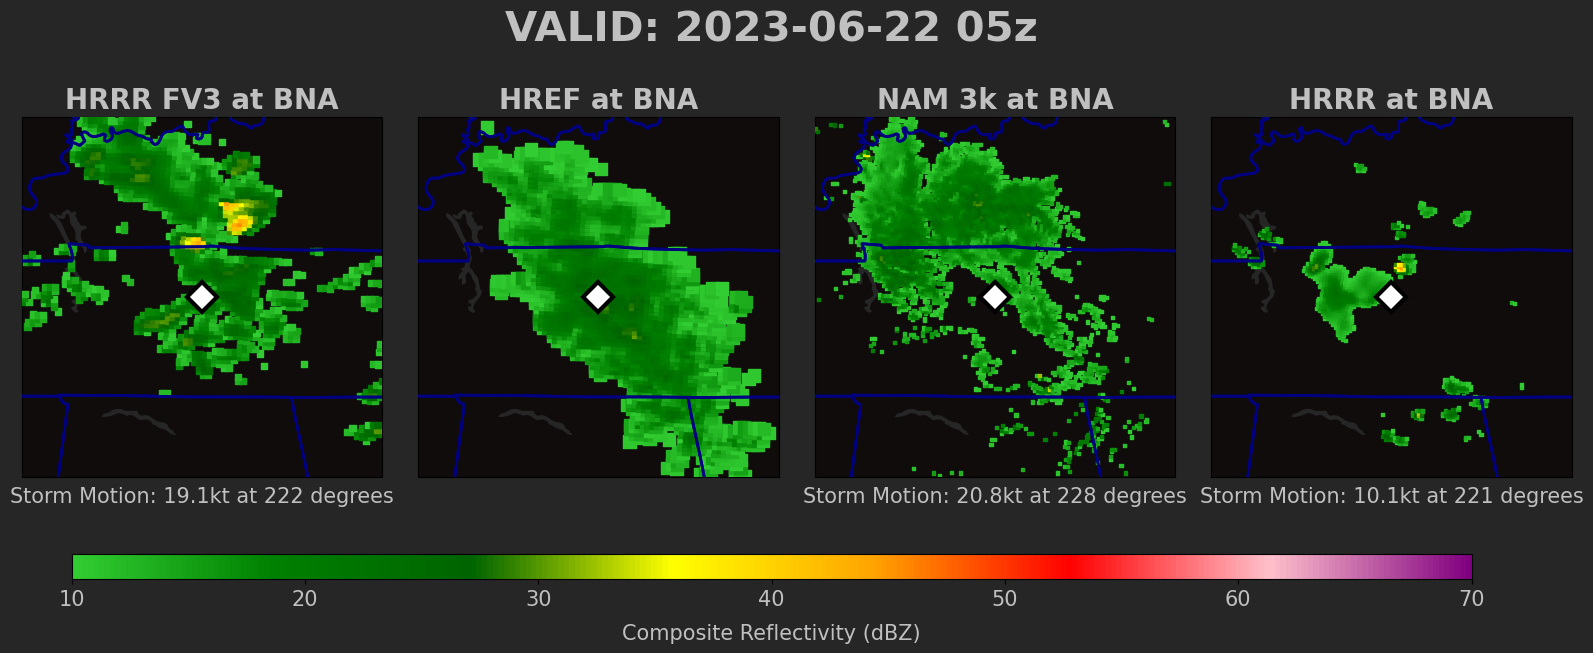 VALID: 2023-06-22 05z
HRRR FV3 at BNA
HREF at BNA
NAM 3k at BNA
HRRR at BNA
Storm Motion: 19.1kt at 222 degrees
Storm Motion: 20.8kt at 228 degrees
Storm Motion: 10.1kt at 221 degrees
10 20 30 40 50 60 70
Composite Reflectivity (dBZ)